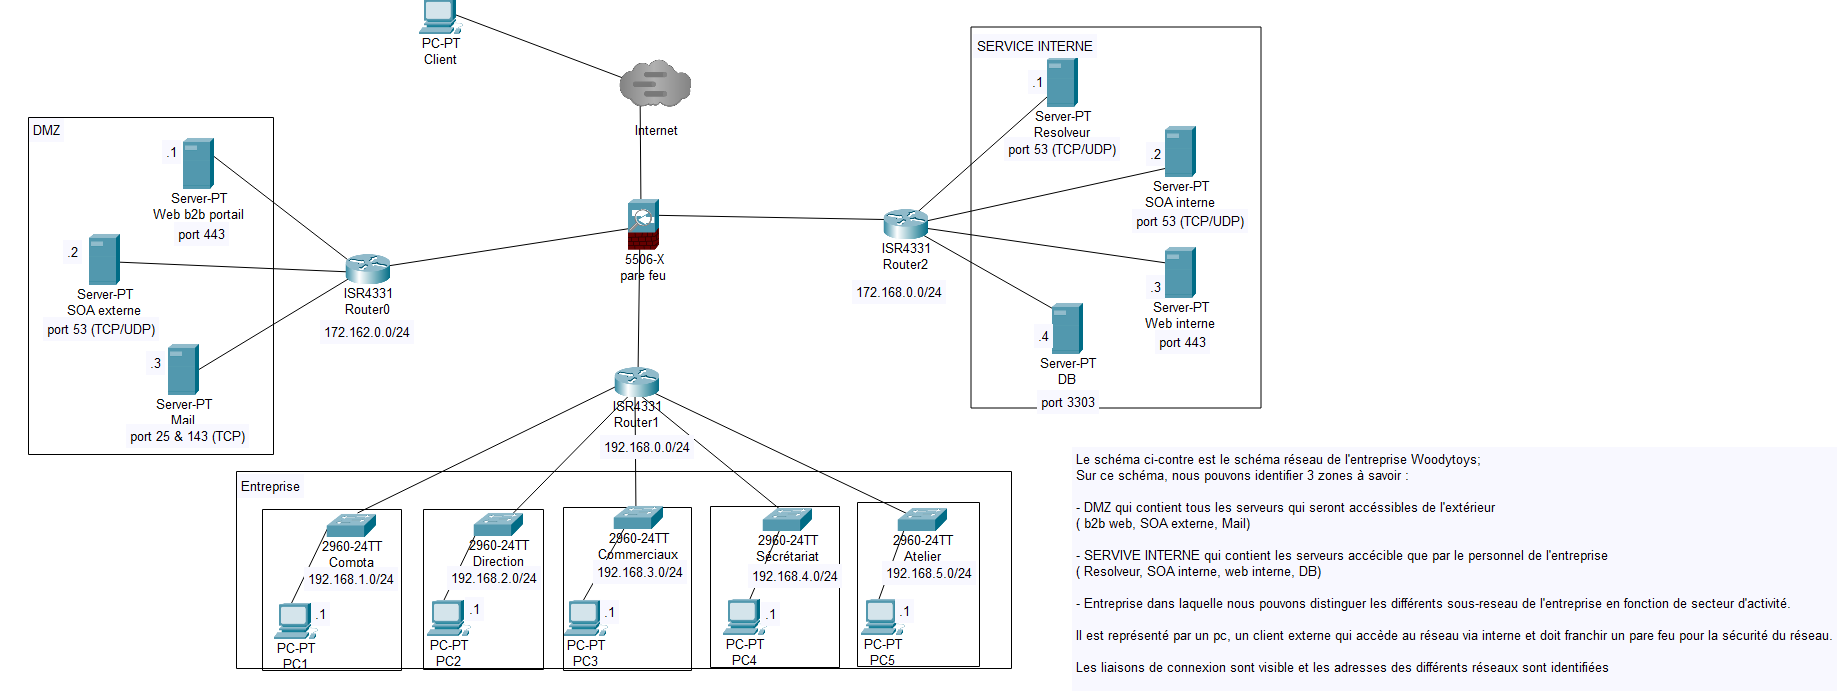 PC-PT
Client
Internet
SERVICE INTERNE
.1
Server-PT
Resolveur
port 53 (TCP/UDP)
.2
Server-PT
SOA interne
port 53 (TCP/UDP)
.3
Server-PT
Web interne
port 443
.4
Server-PT
DB
port 3303
DMZ
.1
Server-PT
Web b2b portail
port 443
.2
Server-PT
SOA externe
port 53 (TCP/UDP)
.3
Server-PT
Mail
port 25 & 143 (TCP)
ISR4331
Router0
172.162.0.0/24
5506-X
pare feu
ISR4331
Router2
172.168.0.0/24
ISR4331
Router1
192.168.0.0/24
Entreprise
2960-24TT
Compta
192.168.1.0/24
.1
PC-PT
PC1
2960-24TT
Direction
192.168.2.0/24
.1
PC-PT
PC2
2960-24TT
Commerciaux
192.168.3.0/24
.1
PC-PT
PC3
2960-24TT
Sécrétariat
192.168.4.0/24
.1
PC-PT
PC4
2960-24TT
Atelier
192.168.5.0/24
.1
PC-PT
PC5
Le schéma ci-contre est le schéma réseau de l'entreprise Woodytoys;
Sur ce schéma, nous pouvons identifier 3 zones à savoir :
- DMZ qui contient tous les serveurs qui seront accéssibles de l'extérieur
( b2b web, SOA externe, Mail)
- SERVIVE INTERNE qui contient les serveurs accécible que par le personnel de l'entreprise
( Resolveur, SOA interne, web interne, DB)
- Entreprise dans laquelle nous pouvons distinguer les différents sous-reseau de l'entreprise en fonction de secteur d'activité.
Il est représenté par un pc, un client externe qui accède au réseau via interne et doit franchir un pare feu pour la sécurité du réseau.
Les liaisons de connexion sont visible et les adresses des différents réseaux sont identifiées